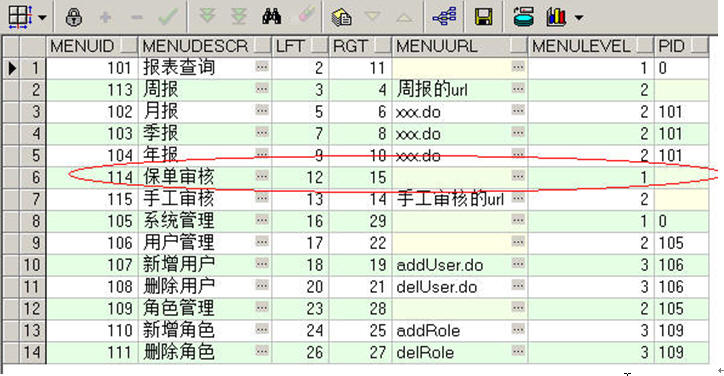 MENUID MENUDESCR LFT RGT MENUURL MENULEVEL PID
1 101 报表查询 2 11 1 0
2 113 周报 3 4 周报的url 2
3 102 月报 5 6 xxx.do 2 101
4 103 季报 7 8 xxx.do 2 101
5 104 年报 9 10 xxx.do 2 101
6 114 保单审核 12 15 1
7 115 手工审核 13 14 手工审核的url 2
8 105 系统管理 16 29 1 0
9 106 用户管理 17 22 2 105
10 107 新增用户 18 19 addUser.do 3 106
11 108 删除用户 20 21 delUser.do 3 106
12 109 角色管理 23 28 2 105
13 110 新增角色 24 25 addRole 3 109
14 111 删除角色 26 27 delRole 3 109